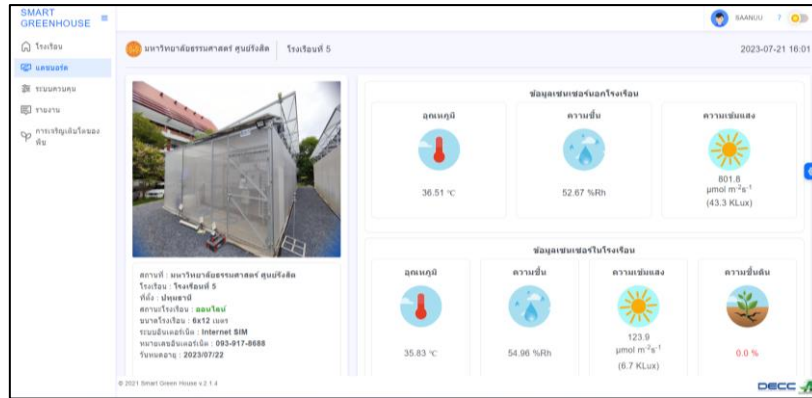 SMART
GREENHOUSE
SAANUU ?
โรงเรือน
แดชบอร์ด
ระบบควบคุม
รายงาน
การเจริญเติบโตของ
พืช
มหาวิทยาลัยธรรมศาสตร์ ศูนย์รังสิต โรงเรือนที่ 5
2023-07-21 16:01
สถานที่ : มหาวิทยาลัยธรรมศาสตร์ ศูนย์รังสิต
โรงเรือน : โรงเรือนที่ 5
ที่ตั้ง : ปทุมธานี
สถานะโรงเรือน : ออนไลน์
ขนาดโรงเรือน : 6x12 เมตร
ระบบอินเตอร์เน็ต : Internet SIM
หมายเลขอินเตอร์เน็ต : 093-917-8688
วันหมดอายุ : 2023/07/22
ข้อมูลเซนเซอร์นอกโรงเรือน
อุณหภูมิ ความชื้น ความเข้มแสง
36.51 ℃ 52.67 %Rh 801.8
µmol m⁻²s⁻¹
(43.3 KLux)
ข้อมูลเซนเซอร์ในโรงเรือน
อุณหภูมิ ความชื้น ความเข้มแสง ความชื้นดิน
35.83 ℃ 54.96 %Rh 123.9 0.0 %
µmol m⁻²s⁻¹
(6.7 KLux)
© 2021 Smart Green House v.2.1.4
DECC